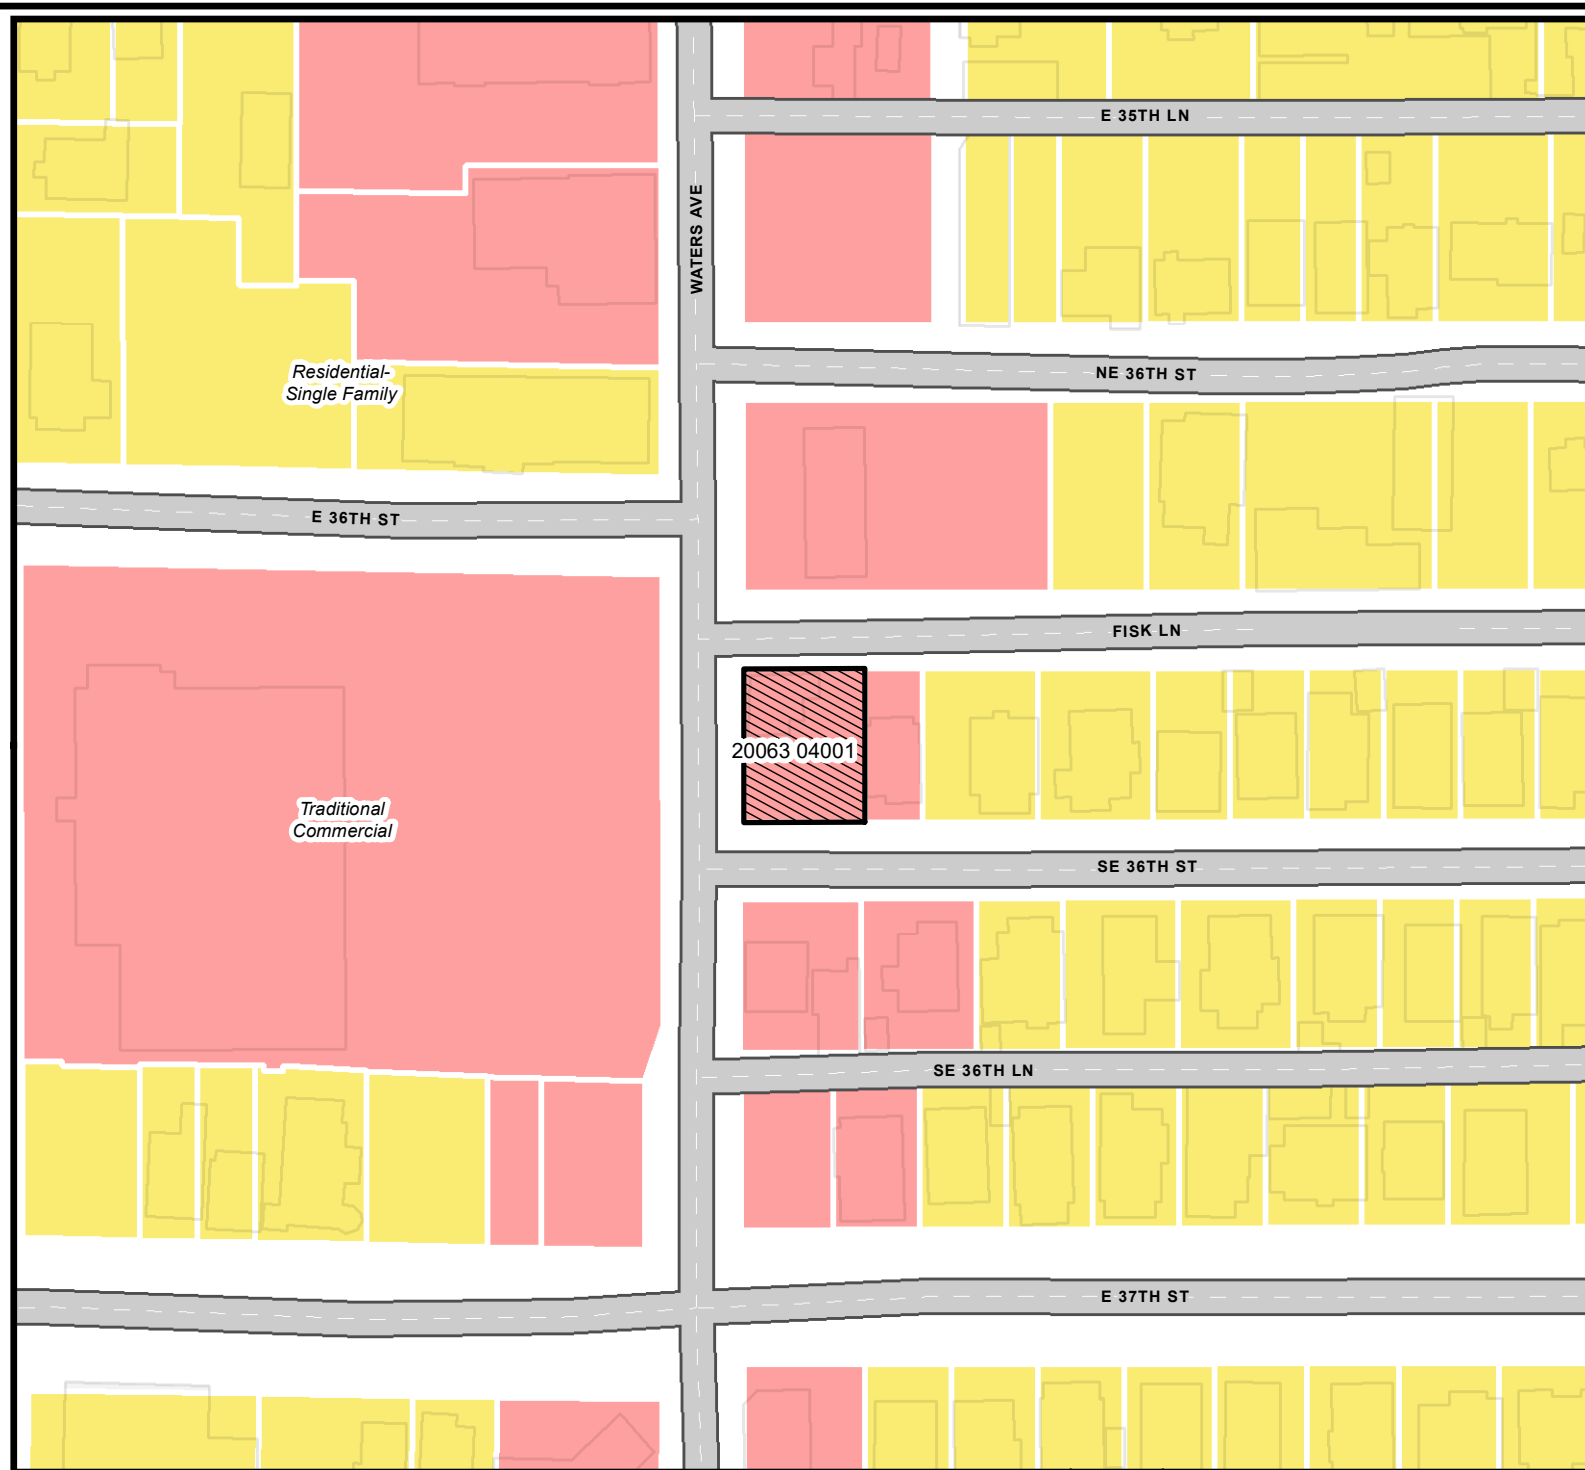 E 35TH LN
WATERS AVE
NE 36TH ST
Residential-
Single Family
E 36TH ST
FISK LN
20063 04001
Traditional
Commercial
SE 36TH ST
SE 36TH LN
E 37TH ST